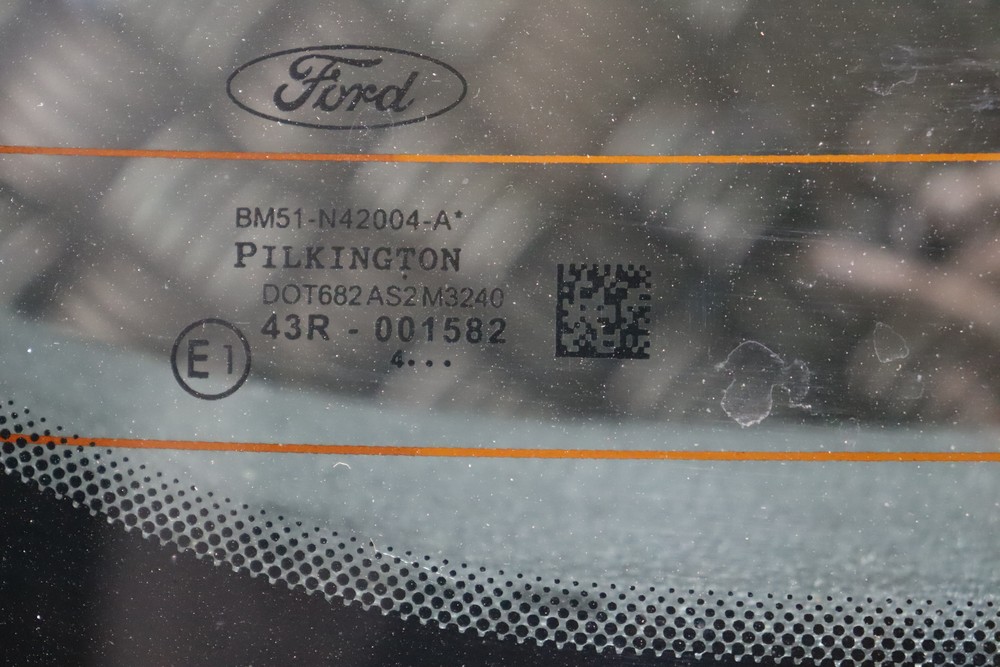 Ford
BM51-N42004-A*
PILKINGTON
DOT682 AS2 M3240
43R - 001582
E1
4...